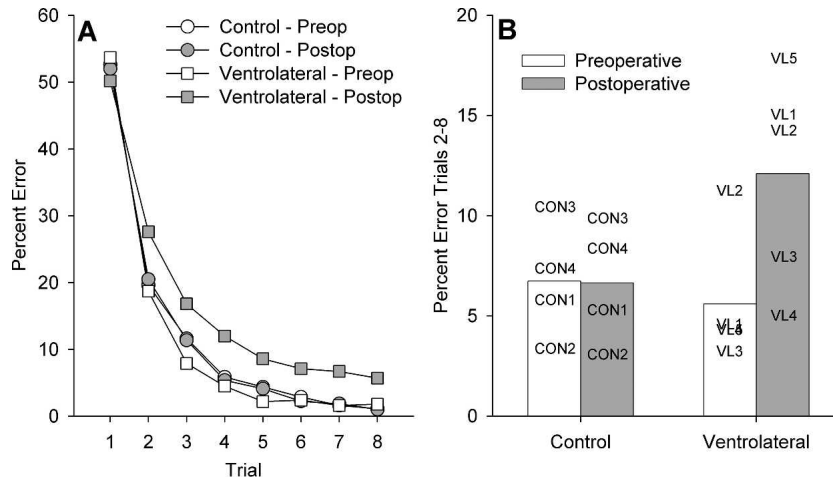 A
Control - Preop
Control - Postop
Ventrolateral - Preop
Ventrolateral - Postop
60
50
40
30
20
10
0
Percent Error
1 2 3 4 5 6 7 8
Trial
B
Preoperative
Postoperative
20
15
10
5
0
Percent Error Trials 2-8
CON3
CON4
CON1
CON2
CON3
CON4
CON1
CON2
VL2
VL1
VL3
VL5
VL1
VL2
VL3
VL4
Control Ventrolateral